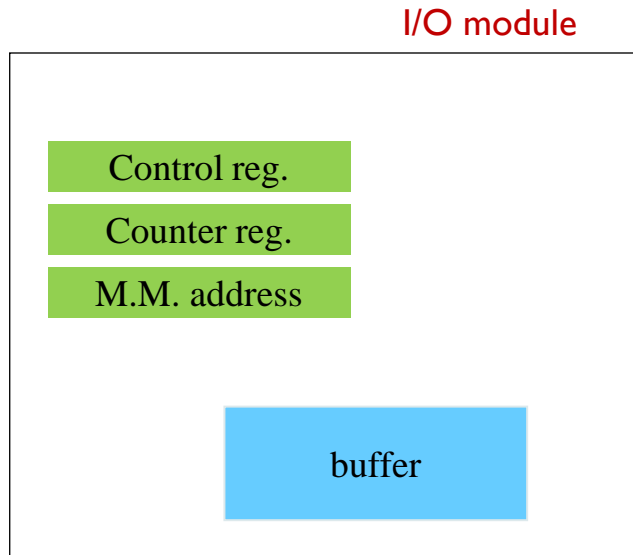 I/O module
Control reg.
Counter reg.
M.M. address
buffer